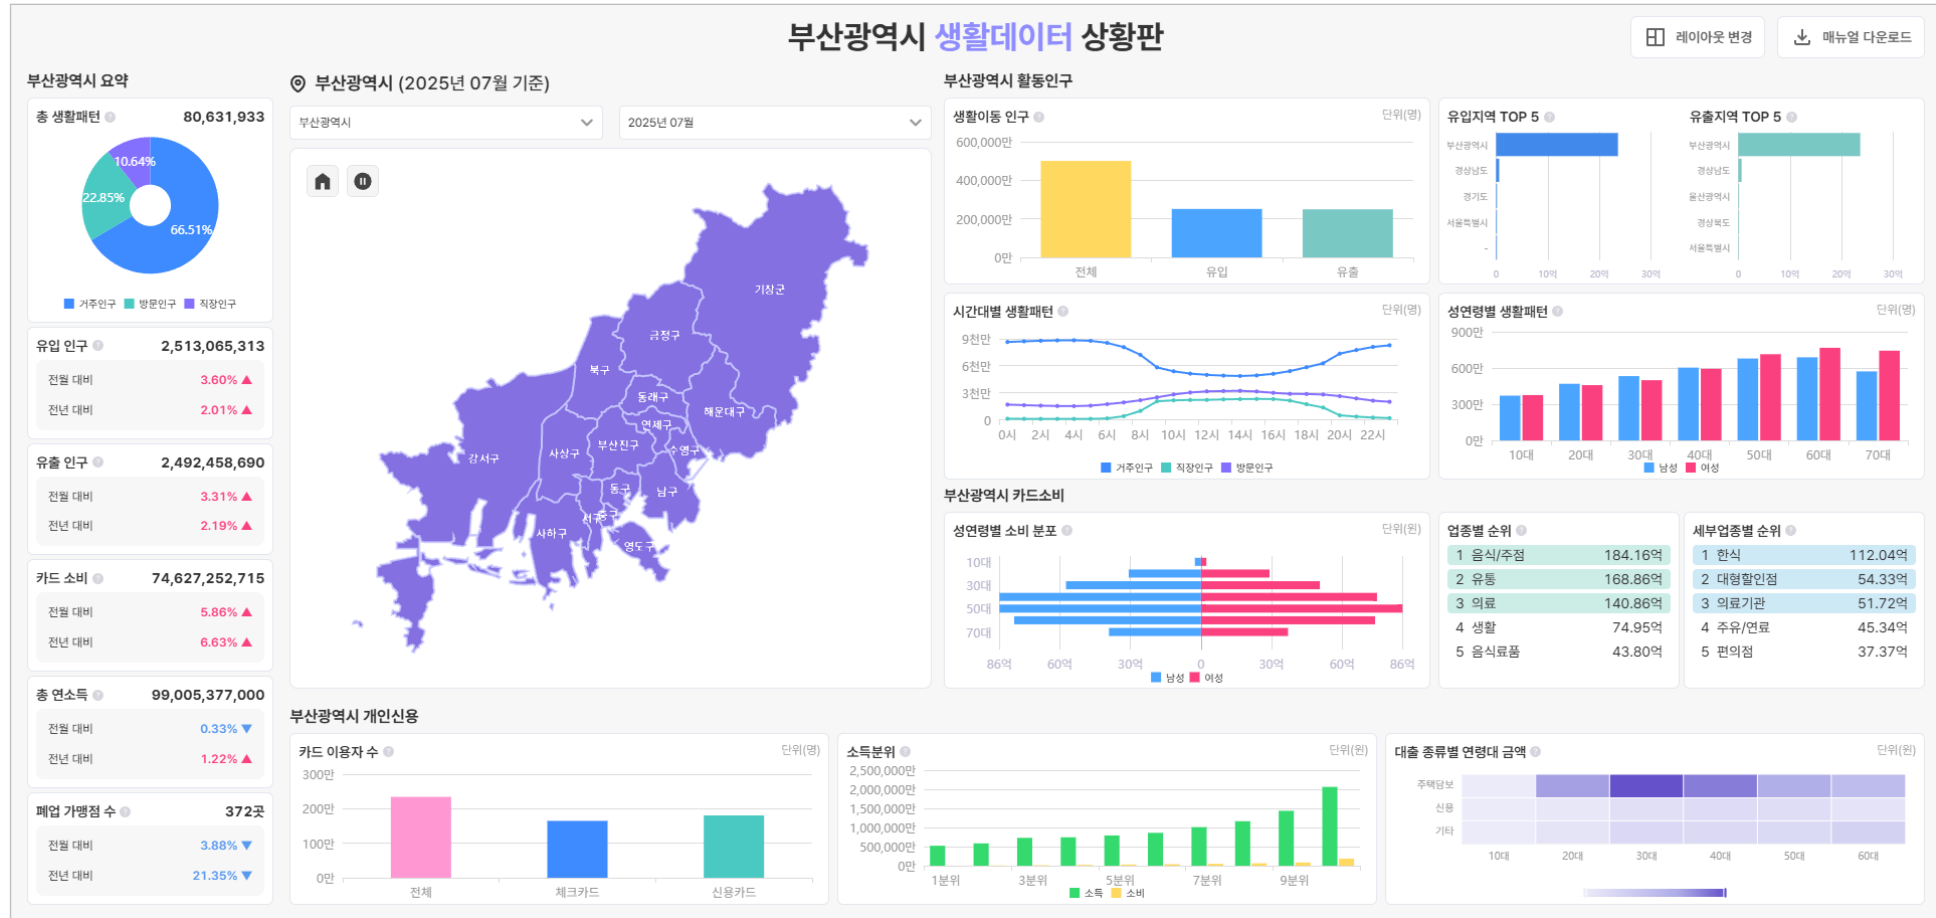 부산광역시 생활데이터 상황판
레이아웃 변경
매뉴얼 다운로드
부산광역시 요약
총 생활패턴 80,631,933
10.64%
22.85%
66.51%
거주인구 방문인구 직장인구
유입 인구 2,513,065,313
전월 대비 3.60% ▲
전년 대비 2.01% ▲
유출 인구 2,492,458,690
전월 대비 3.31% ▲
전년 대비 2.19% ▲
카드 소비 74,627,252,715
전월 대비 5.86% ▲
전년 대비 6.63% ▲
총 연소득 99,005,377,000
전월 대비 0.33% ▼
전년 대비 1.22% ▲
폐업 가맹점 수 372곳
전월 대비 3.88% ▼
전년 대비 21.35% ▼
부산광역시 (2025년 07월 기준)
부산광역시
2025년 07월
기장군
금정구
북구
동래구
해운대구
연제구
부산진구
수영구
강서구
사상구
동구
남구
서구
중구
사하구
영도구
부산광역시 활동인구
생활이동 인구 단위(명)
600,000만
400,000만
200,000만
0만
전체 유입 유출
유입지역 TOP 5
부산광역시
경상남도
경기도
서울특별시
-
0 10억 20억 30억
유출지역 TOP 5
부산광역시
경상남도
울산광역시
경상북도
서울특별시
0 10억 20억 30억
시간대별 생활패턴 단위(명)
9천만
6천만
3천만
0
0시 2시 4시 6시 8시 10시 12시 14시 16시 18시 20시 22시
거주인구 직장인구 방문인구
성연령별 생활패턴 단위(명)
900만
600만
300만
0만
10대 20대 30대 40대 50대 60대 70대
남성 여성
부산광역시 카드소비
성연령별 소비 분포 단위(원)
10대
30대
50대
70대
86억 60억 30억 0 30억 60억 86억
남성 여성
업종별 순위
1 음식/주점 184.16억
2 유통 168.86억
3 의료 140.86억
4 생활 74.95억
5 음식료품 43.80억
세부업종별 순위
1 한식 112.04억
2 대형할인점 54.33억
3 의료기관 51.72억
4 주유/연료 45.34억
5 편의점 37.37억
부산광역시 개인신용
카드 이용자 수 단위(명)
300만
200만
100만
0만
전체 체크카드 신용카드
소득분위 단위(원)
2,500,000만
2,000,000만
1,500,000만
1,000,000만
500,000만
0만
1분위 3분위 5분위 7분위 9분위
소득 소비
대출 종류별 연령대 금액 단위(원)
주택담보
신용
기타
10대 20대 30대 40대 50대 60대